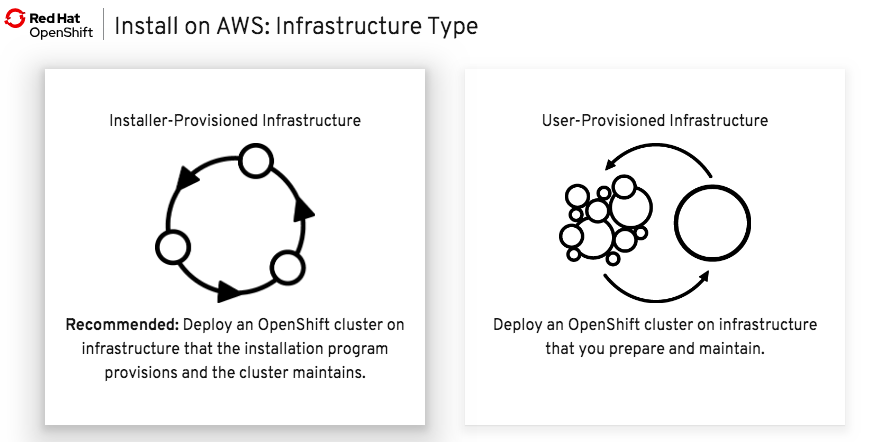 Red Hat
OpenShift
Install on AWS: Infrastructure Type
Installer-Provisioned Infrastructure
Recommended: Deploy an OpenShift cluster on
infrastructure that the installation program
provisions and the cluster maintains.
User-Provisioned Infrastructure
Deploy an OpenShift cluster on infrastructure
that you prepare and maintain.